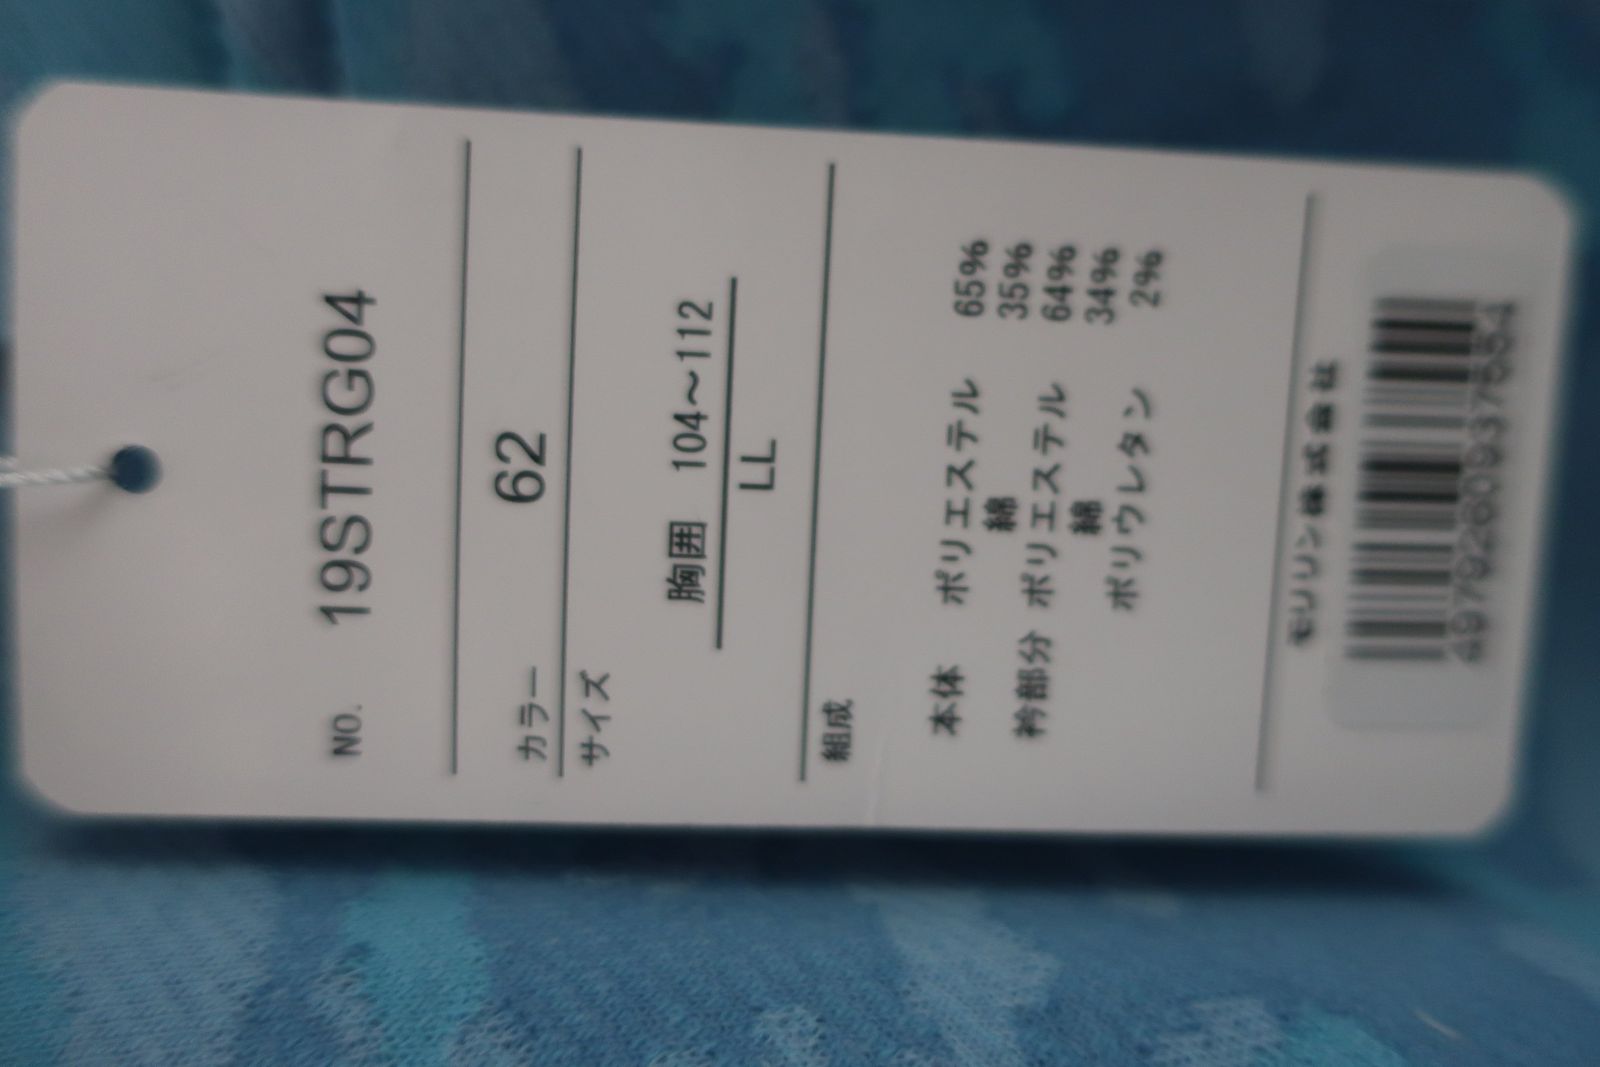 NO. 19STRG04
カラー 62
サイズ
胸囲 104～112
LL
組成
本体 ポリエステル 65%
綿 35%
衿部分 ポリエステル 64%
綿 34%
ポリウレタン 2%
モリリン株式会社